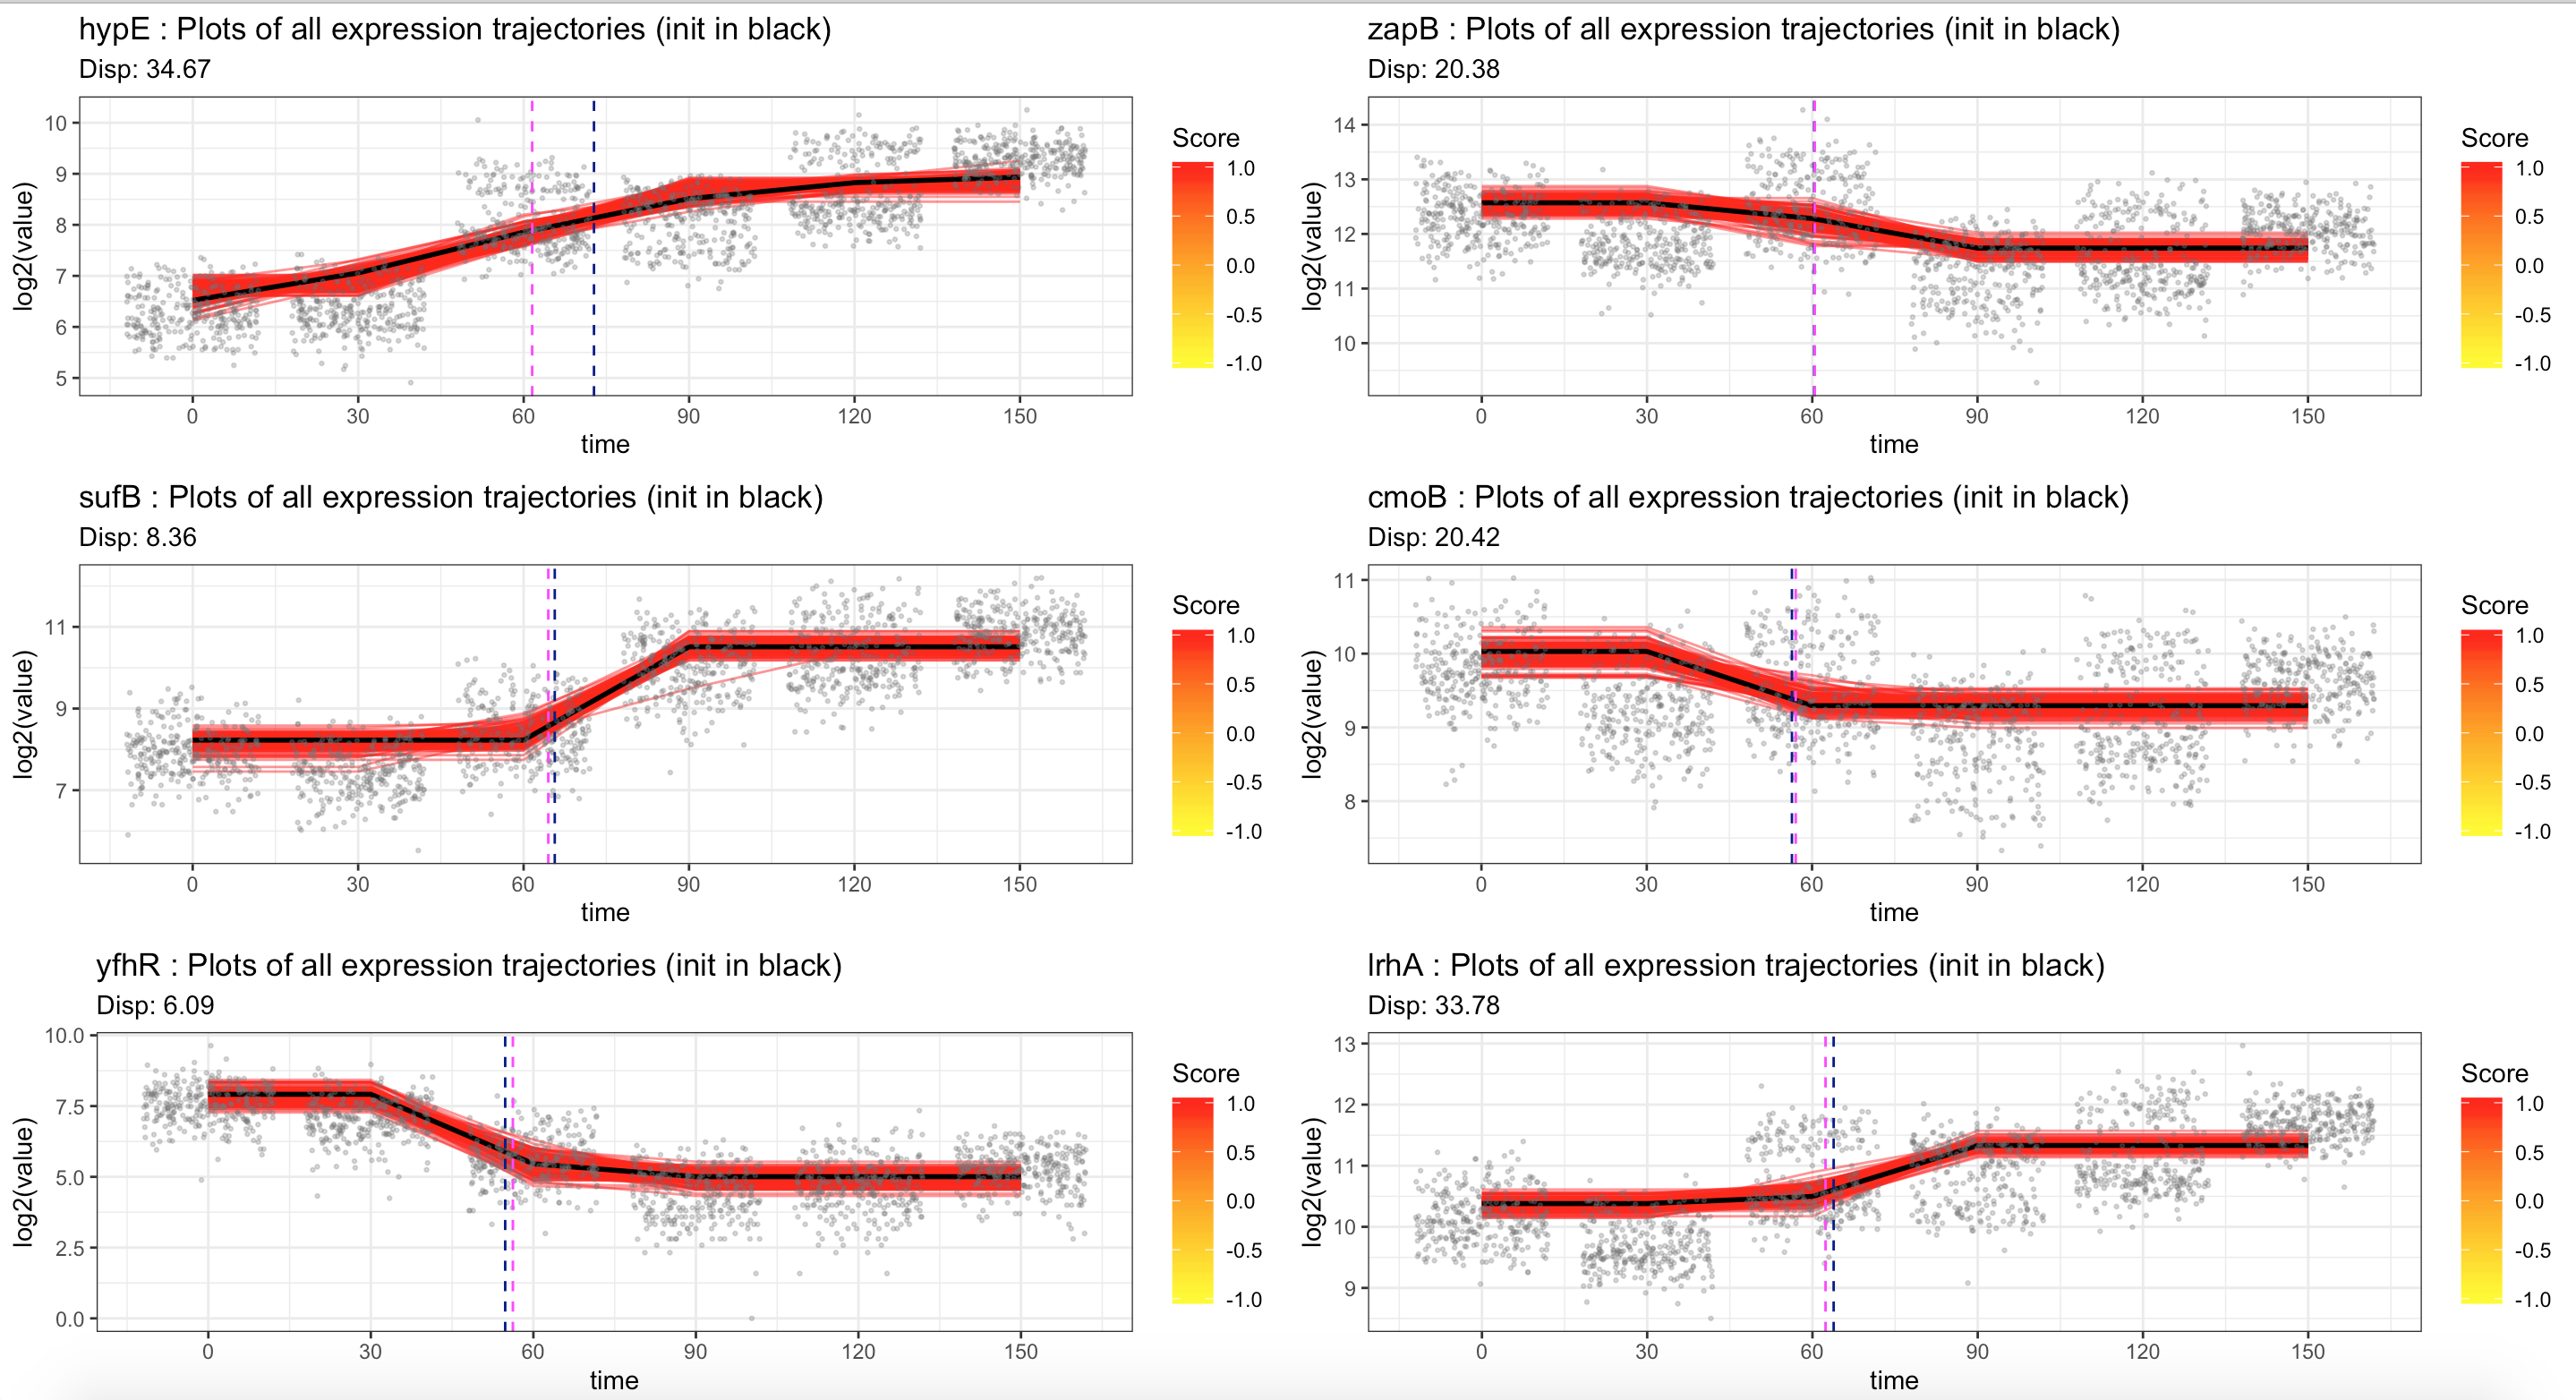 hypE : Plots of all expression trajectories (init in black)
Disp: 34.67
log2(value)
10
9
8
7
6
5
0 30 60 90 120 150
time
Score
1.0
0.5
0.0
-0.5
-1.0
zapB : Plots of all expression trajectories (init in black)
Disp: 20.38
log2(value)
14
13
12
11
10
0 30 60 90 120 150
time
Score
1.0
0.5
0.0
-0.5
-1.0
sufB : Plots of all expression trajectories (init in black)
Disp: 8.36
log2(value)
11
9
7
0 30 60 90 120 150
time
Score
1.0
0.5
0.0
-0.5
-1.0
cmoB : Plots of all expression trajectories (init in black)
Disp: 20.42
log2(value)
11
10
9
8
0 30 60 90 120 150
time
Score
1.0
0.5
0.0
-0.5
-1.0
yfhR : Plots of all expression trajectories (init in black)
Disp: 6.09
log2(value)
10.0
7.5
5.0
2.5
0.0
0 30 60 90 120 150
time
Score
1.0
0.5
0.0
-0.5
-1.0
lrhA : Plots of all expression trajectories (init in black)
Disp: 33.78
log2(value)
13
12
11
10
9
0 30 60 90 120 150
time
Score
1.0
0.5
0.0
-0.5
-1.0